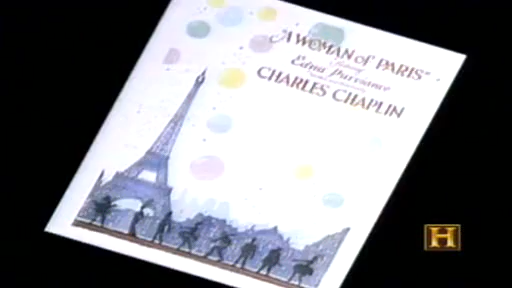 "A WOMAN of PARIS"
Edna Purviance
CHARLES CHAPLIN
H